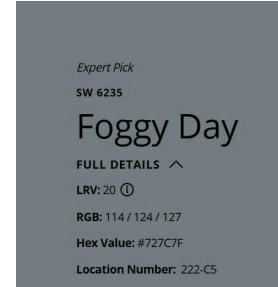 Expert Pick
SW 6235
Foggy Day
FULL DETAILS
LRV: 20
RGB: 114 / 124 / 127
Hex Value: #727C7F
Location Number: 222-C5